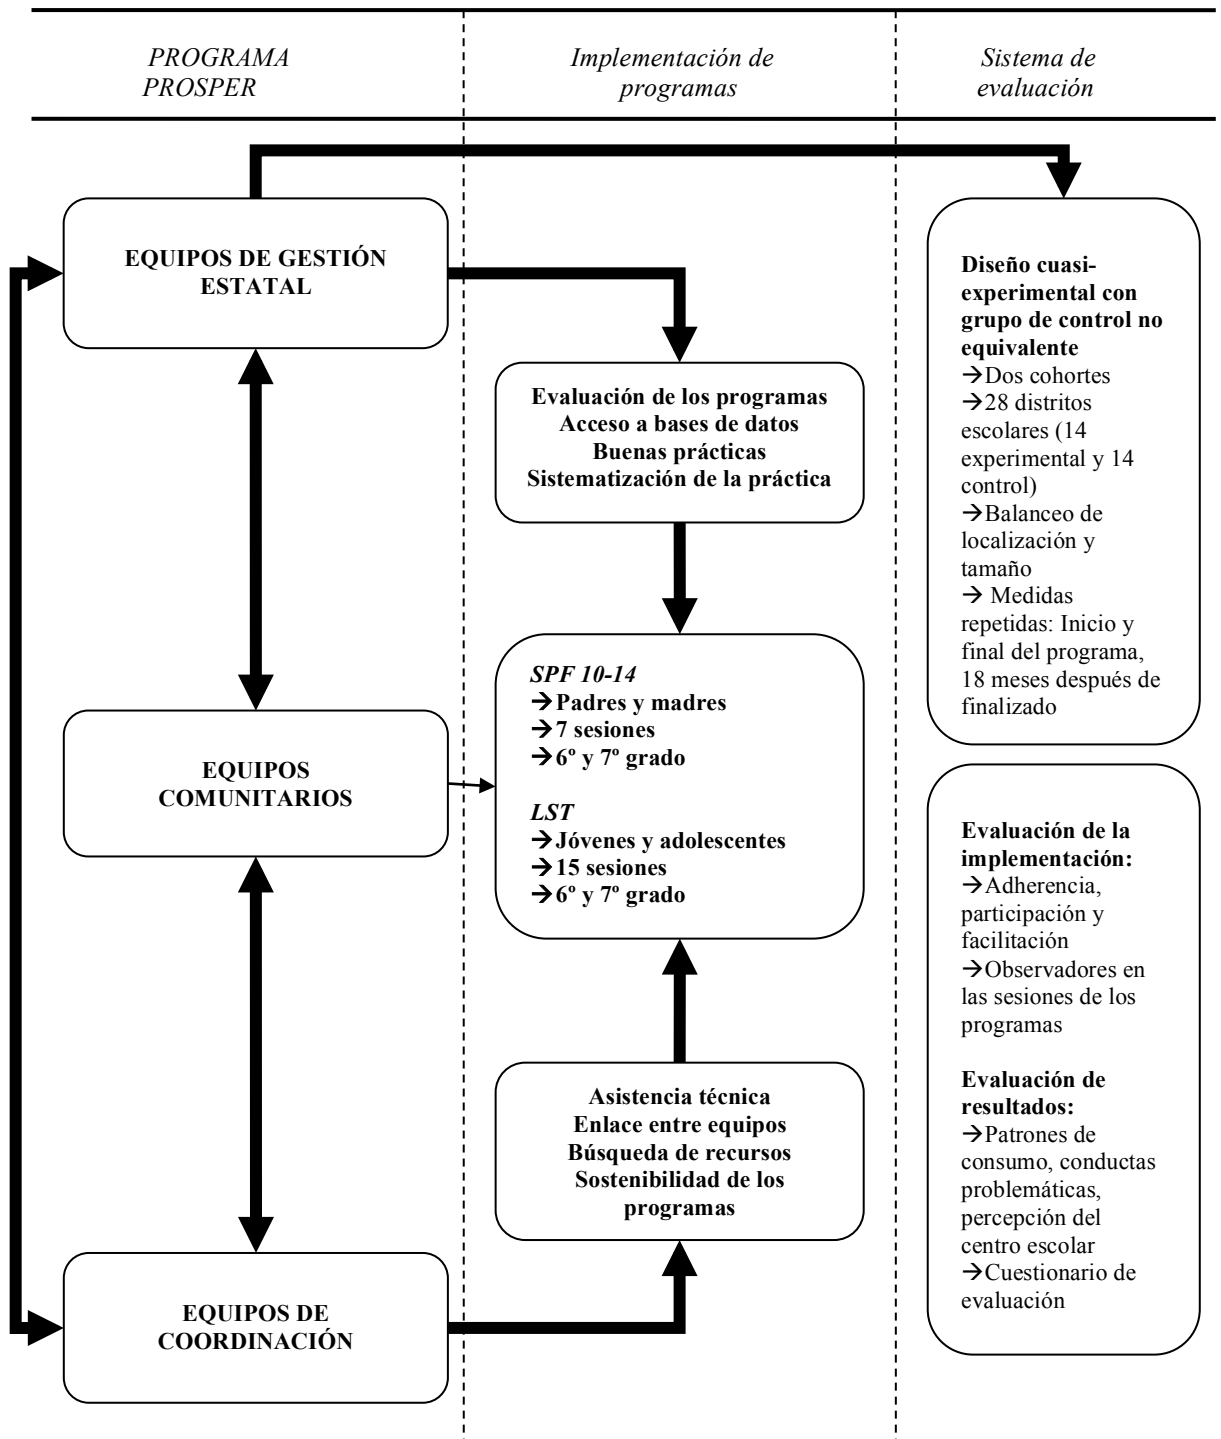 PROGRAMA
PROSPER
Implementación de
programas
Sistema de
evaluación
EQUIPOS DE GESTIÓN
ESTATAL
EQUIPOS
COMUNITARIOS
EQUIPOS DE
COORDINACIÓN
Evaluación de los programas
Acceso a bases de datos
Buenas prácticas
Sistematización de la práctica
SPF 10-14
→Padres y madres
→7 sesiones
→6º y 7º grado
LST
→Jóvenes y adolescentes
→15 sesiones
→6º y 7º grado
Asistencia técnica
Enlace entre equipos
Búsqueda de recursos
Sostenibilidad de los
programas
Diseño cuasi-
experimental con
grupo de control no
equivalente
→Dos cohortes
→28 distritos
escolares (14
experimental y 14
control)
→Balanceo de
localización y
tamaño
→ Medidas
repetidas: Inicio y
final del programa,
18 meses después de
finalizado
Evaluación de la
implementación:
→Adherencia,
participación y
facilitación
→Observadores en
las sesiones de los
programas
Evaluación de
resultados:
→Patrones de
consumo, conductas
problemáticas,
percepción del
centro escolar
→Cuestionario de
evaluación